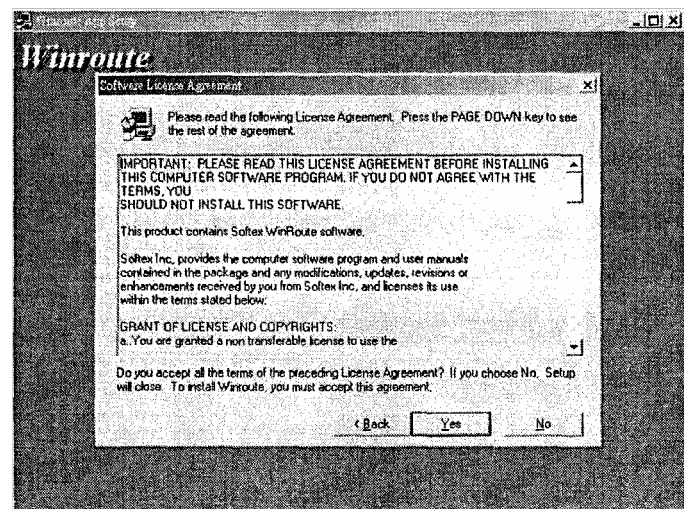 Winroute
Software License Agreement
Please read the following License Agreement. Press the PAGE DOWN key to see
the rest of the agreement.
IMPORTANT: PLEASE READ THIS LICENSE AGREEMENT BEFORE INSTALLING
THIS COMPUTER SOFTWARE PROGRAM. IF YOU DO NOT AGREE WITH THE
TERMS, YOU
SHOULD NOT INSTALL THIS SOFTWARE.
This product contains Softex WinRoute software.
Softex Inc, provides the computer software program and user manuals
contained in the package and any modifications, updates, revisions or
enhancements received by you from Softex Inc, and licenses its use
within the terms stated below:
GRANT OF LICENSE AND COPYRIGHTS:
a. You are granted a non transferable license to use the
Do you accept all the terms of the preceding License Agreement? If you choose No, Setup
will close. To install Winroute, you must accept this agreement.
< Back
Yes
No